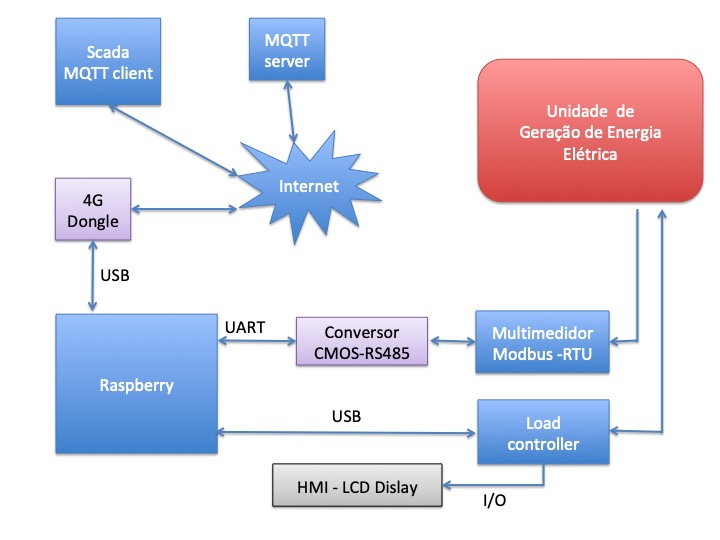 Scada
MQTT client
MQTT
server
Unidade de
Geração de Energia
Elétrica
Internet
4G
Dongle
USB
UART
Conversor
CMOS-RS485
Multimedidor
Modbus -RTU
Raspberry
USB
Load
controller
HMI - LCD Dislay
I/O